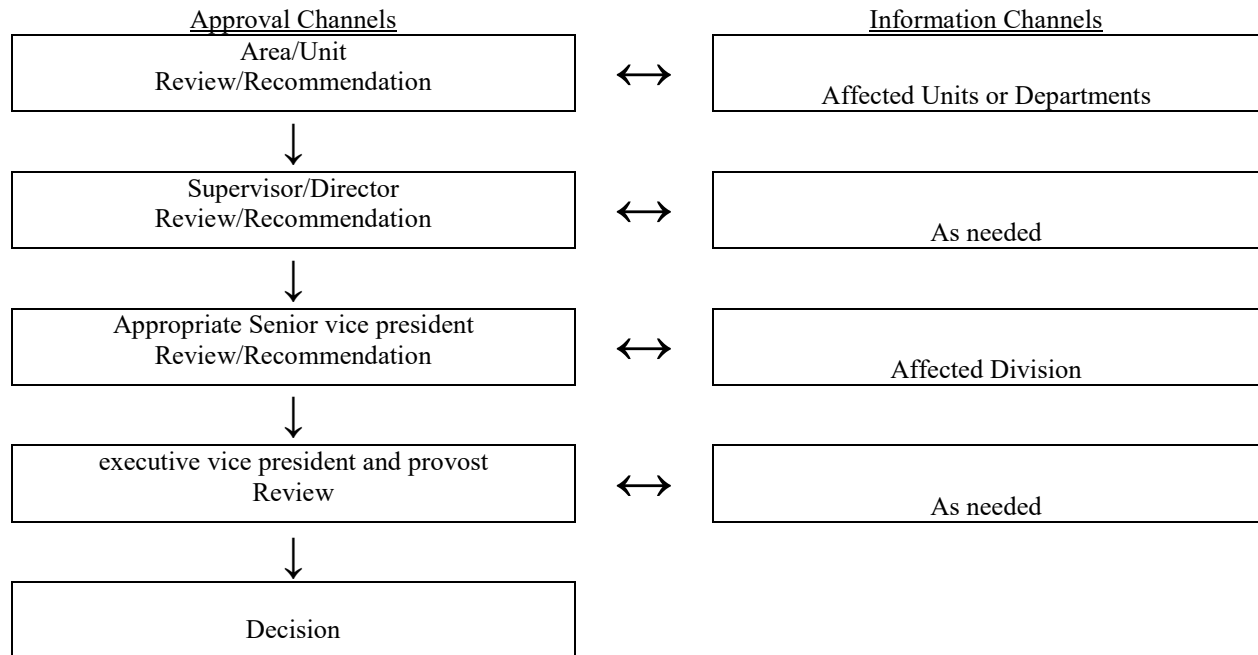 Approval Channels
Information Channels
Area/Unit
Review/Recommendation
Affected Units or Departments
Supervisor/Director
Review/Recommendation
As needed
Appropriate Senior vice president
Review/Recommendation
Affected Division
executive vice president and provost
Review
As needed
Decision